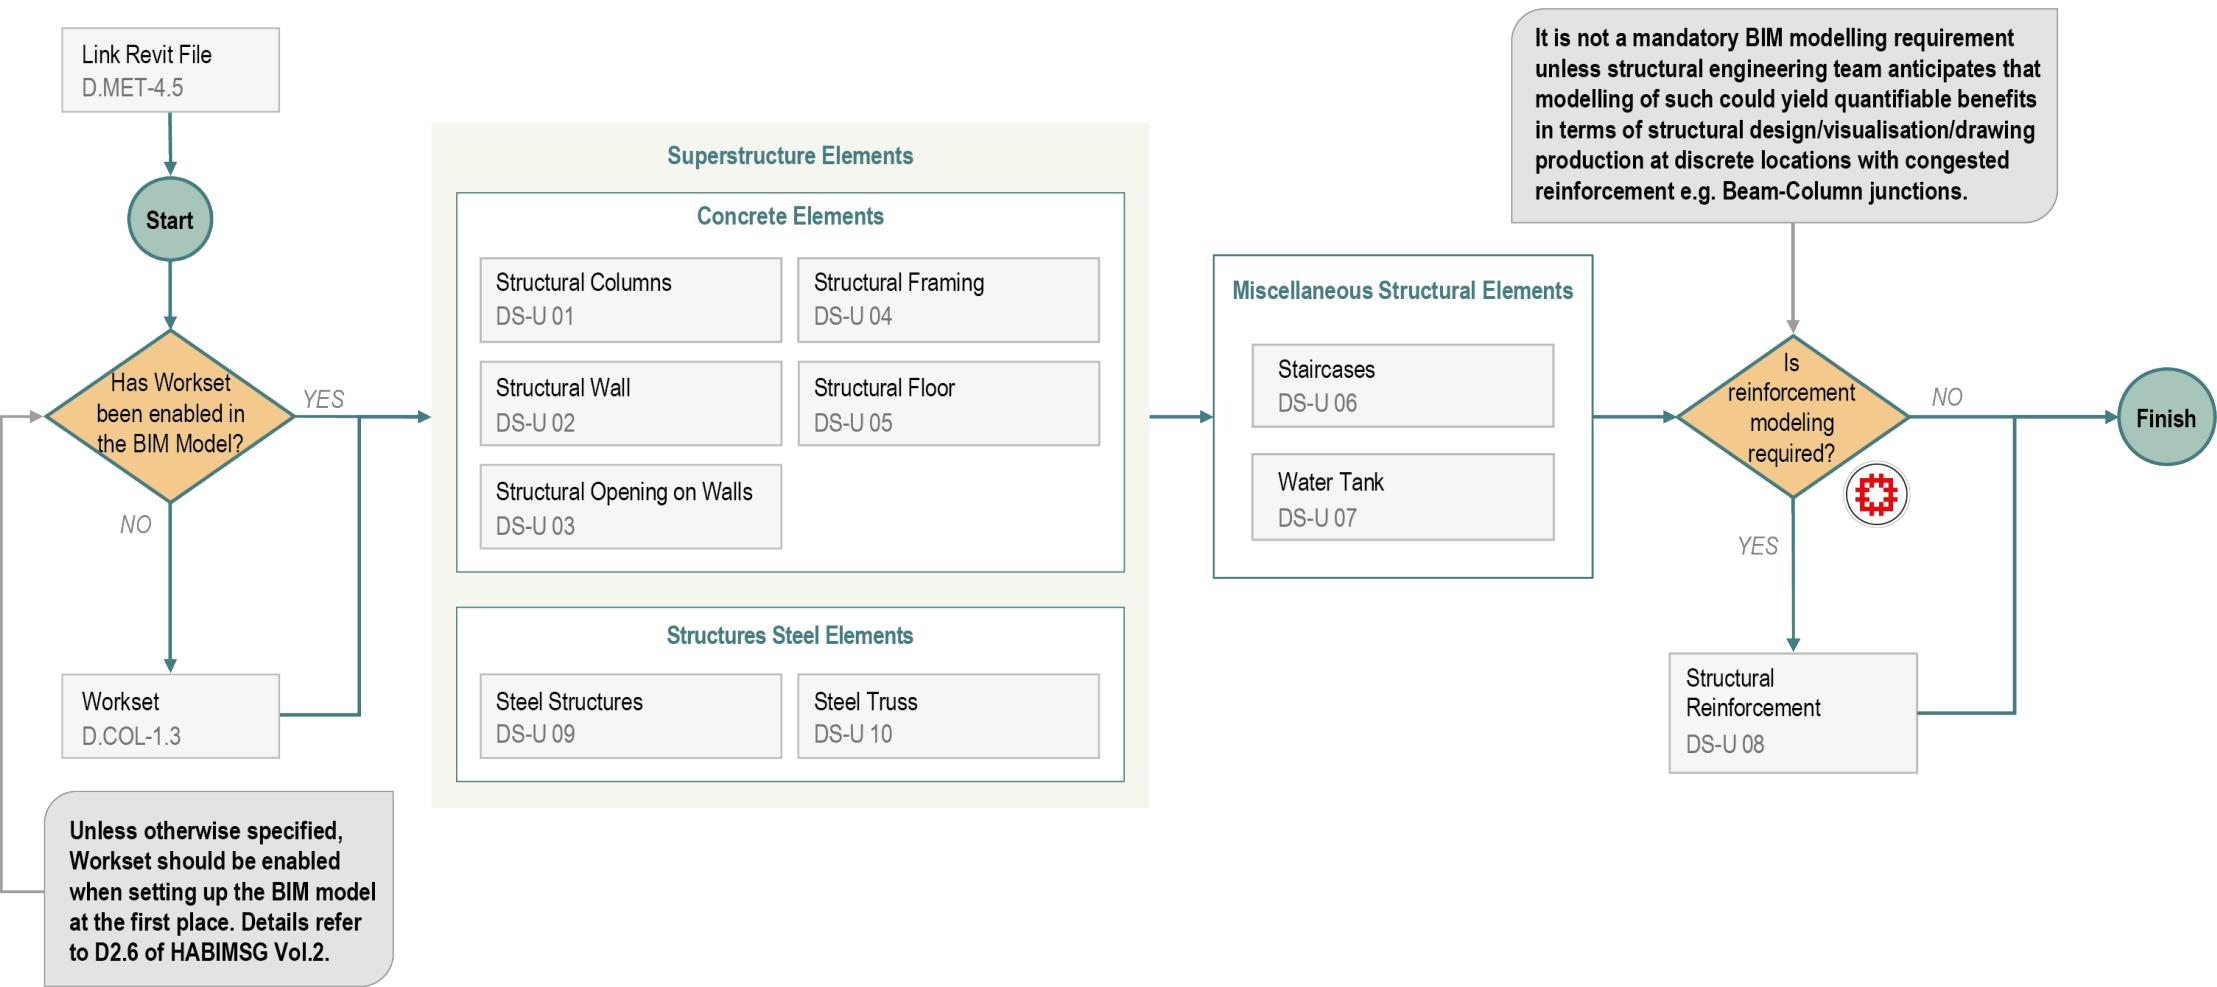 Link Revit File
D.MET-4.5
Start
Has Workset
been enabled in
the BIM Model?
YES
NO
Workset
D.COL-1.3
Unless otherwise specified,
Workset should be enabled
when setting up the BIM model
at the first place. Details refer
to D2.6 of HABIMSG Vol.2.
Superstructure Elements
Concrete Elements
Structural Columns
DS-U 01
Structural Framing
DS-U 04
Structural Wall
DS-U 02
Structural Floor
DS-U 05
Structural Opening on Walls
DS-U 03
Structures Steel Elements
Steel Structures
DS-U 09
Steel Truss
DS-U 10
Miscellaneous Structural Elements
Staircases
DS-U 06
Water Tank
DS-U 07
It is not a mandatory BIM modelling requirement
unless structural engineering team anticipates that
modelling of such could yield quantifiable benefits
in terms of structural design/visualisation/drawing
production at discrete locations with congested
reinforcement e.g. Beam-Column junctions.
Is
reinforcement
modeling
required?
NO
YES
Structural
Reinforcement
DS-U 08
Finish